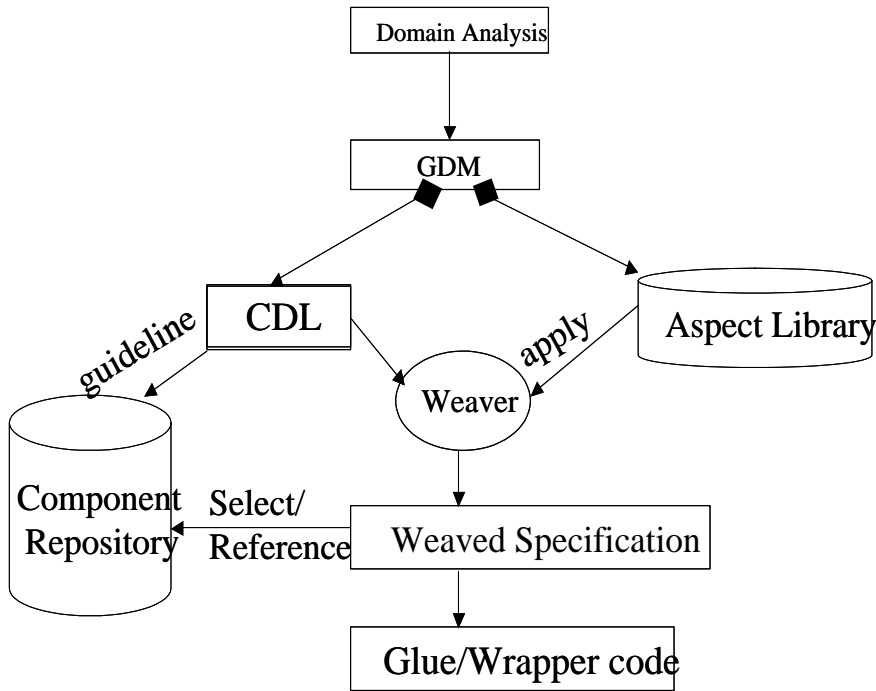 Domain Analysis
GDM
guideline
CDL
apply
Aspect Library
Weaver
Component
Repository
Select/
Reference
Weaved Specification
Glue/Wrapper code